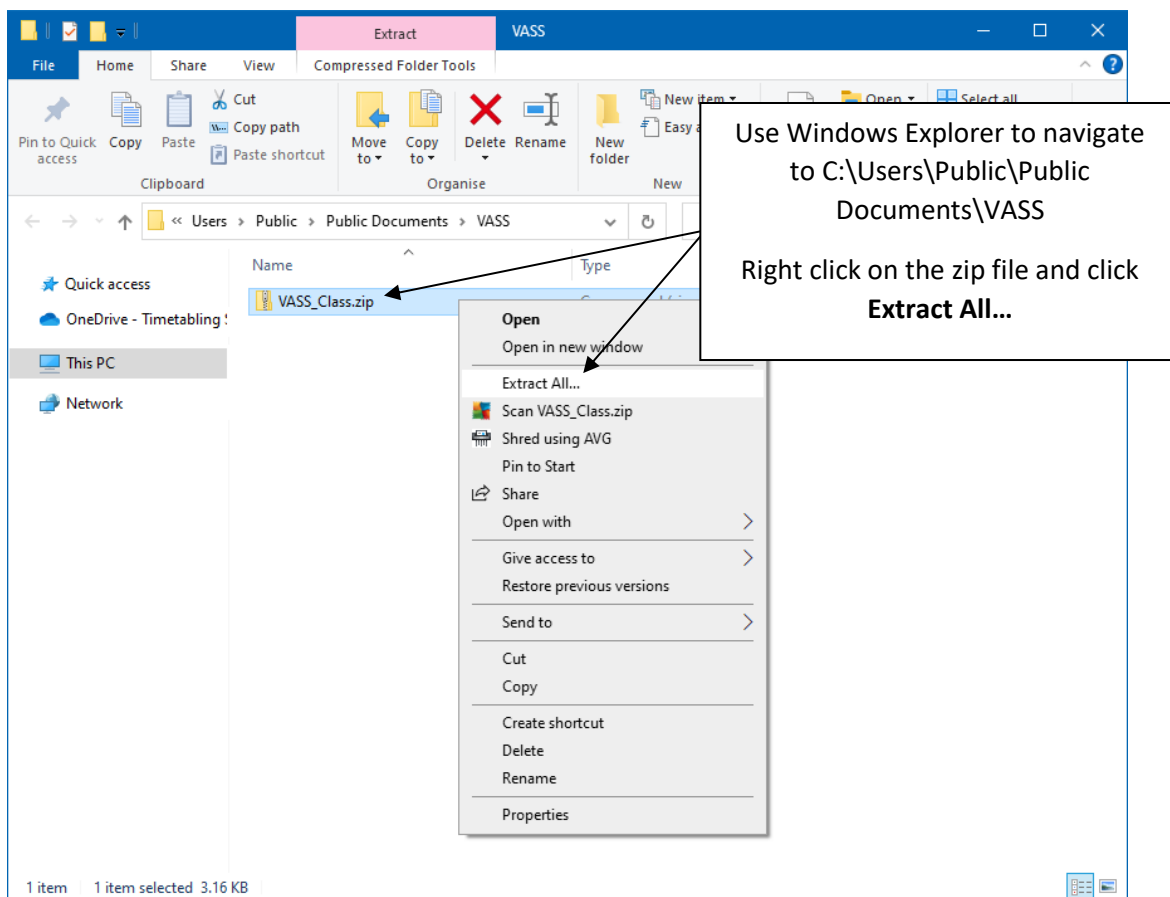 Extract VASS
File Home Share View Compressed Folder Tools
Pin to Quick access
Copy
Paste
Cut
Copy path
Paste shortcut
Clipboard
Move to
Copy to
Delete
Rename
Organise
New folder
New item
Easy
New
Open
Select all
Use Windows Explorer to navigate
to C:\Users\Public\Public
Documents\VASS
Right click on the zip file and click
Extract All...
« Users > Public > Public Documents > VASS
Name Type
Quick access
OneDrive - Timetabling
This PC
Network
VASS_Class.zip
Open
Open in new window
Extract All...
Scan VASS_Class.zip
Shred using AVG
Pin to Start
Share
Open with
Give access to
Restore previous versions
Send to
Cut
Copy
Create shortcut
Delete
Rename
Properties
1 item 1 item selected 3.16 KB